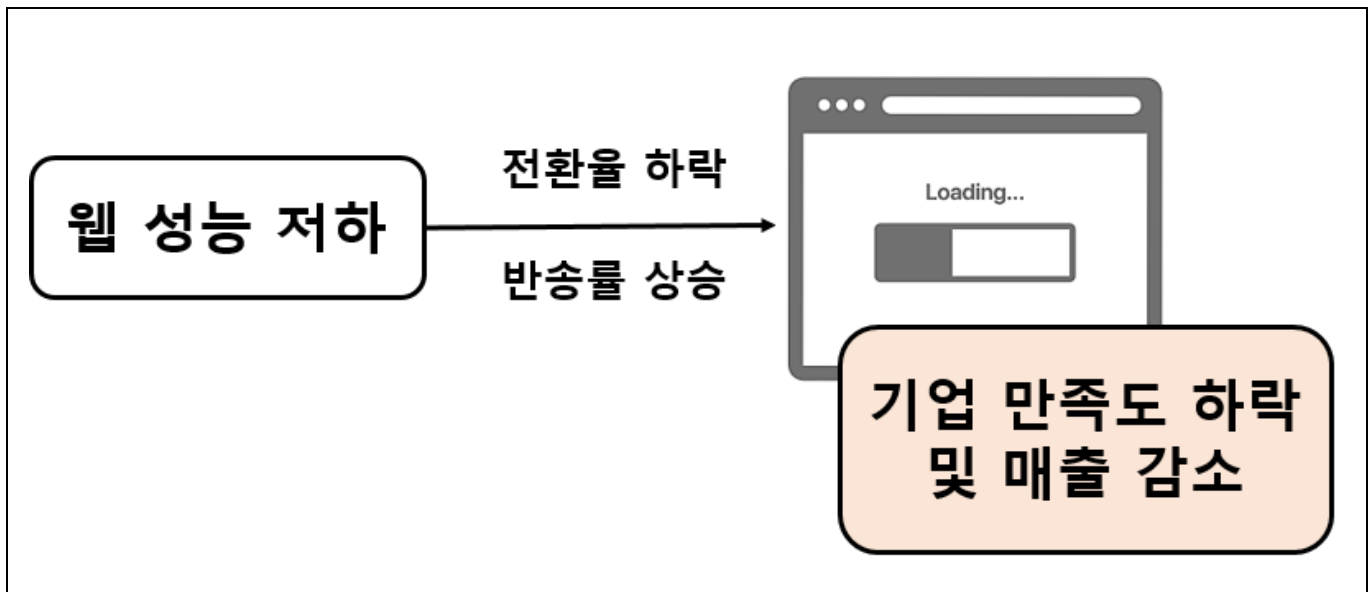 웹 성능 저하
전환율 하락
반송률 상승
Loading...
기업 만족도 하락
및 매출 감소